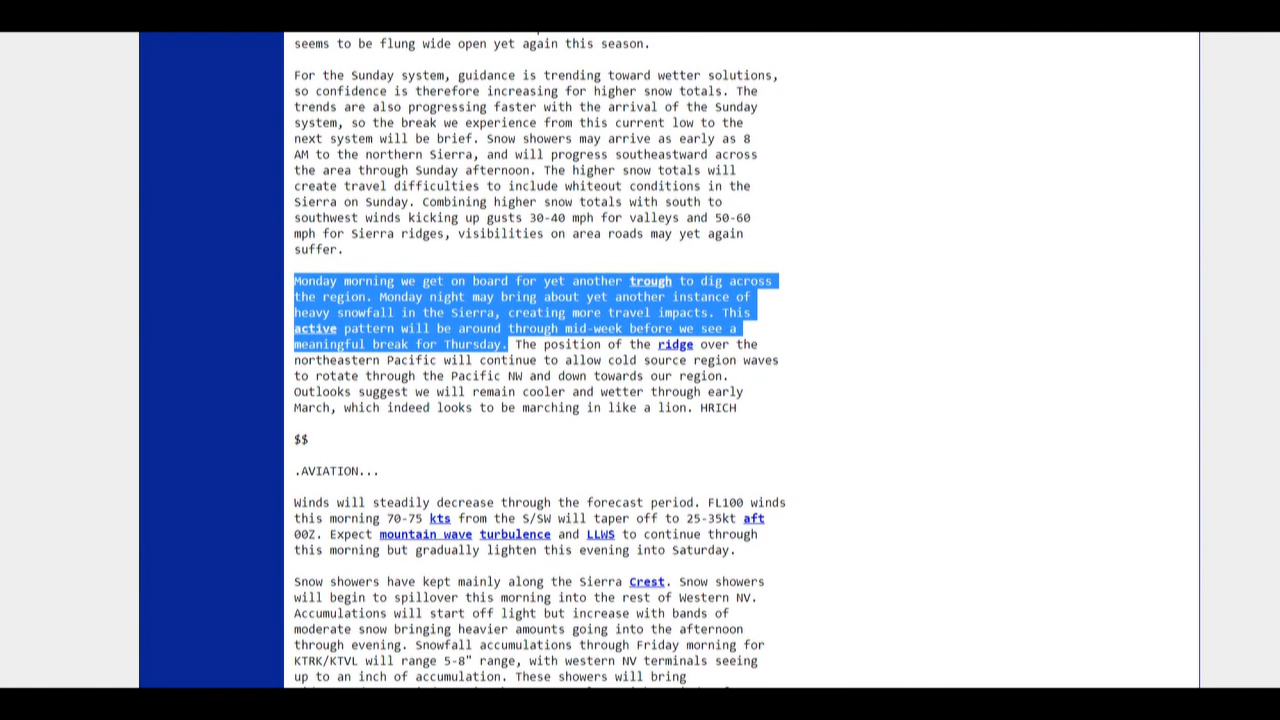 seems to be flung wide open yet again this season.
For the Sunday system, guidance is trending toward wetter solutions,
so confidence is therefore increasing for higher snow totals. The
trends are also progressing faster with the arrival of the Sunday
system, so the break we experience from this current low to the
next system will be brief. Snow showers may arrive as early as 8
AM to the northern Sierra, and will progress southeastward across
the area through Sunday afternoon. The higher snow totals will
create travel difficulties to include whiteout conditions in the
Sierra on Sunday. Combining higher snow totals with south to
southwest winds kicking up gusts 30-40 mph for valleys and 50-60
mph for Sierra ridges, visibilities on area roads may yet again
suffer.
Monday morning we get on board for yet another trough to dig across
the region. Monday night may bring about yet another instance of
heavy snowfall in the Sierra, creating more travel impacts. This
active pattern will be around through mid-week before we see a
meaningful break for Thursday. The position of the ridge over the
northeastern Pacific will continue to allow cold source region waves
to rotate through the Pacific NW and down towards our region.
Outlooks suggest we will remain cooler and wetter through early
March, which indeed looks to be marching in like a lion. HRICH
$$
.AVIATION...
Winds will steadily decrease through the forecast period. FL100 winds
this morning 70-75 kts from the S/SW will taper off to 25-35kt aft
00Z. Expect mountain wave turbulence and LLWS to continue through
this morning but gradually lighten this evening into Saturday.
Snow showers have kept mainly along the Sierra Crest. Snow showers
will begin to spillover this morning into the rest of Western NV.
Accumulations will start off light but increase with bands of
moderate snow bringing heavier amounts going into the afternoon
through evening. Snowfall accumulations through Friday morning for
KTRK/KTVL will range 5-8" range, with western NV terminals seeing
up to an inch of accumulation. These showers will bring